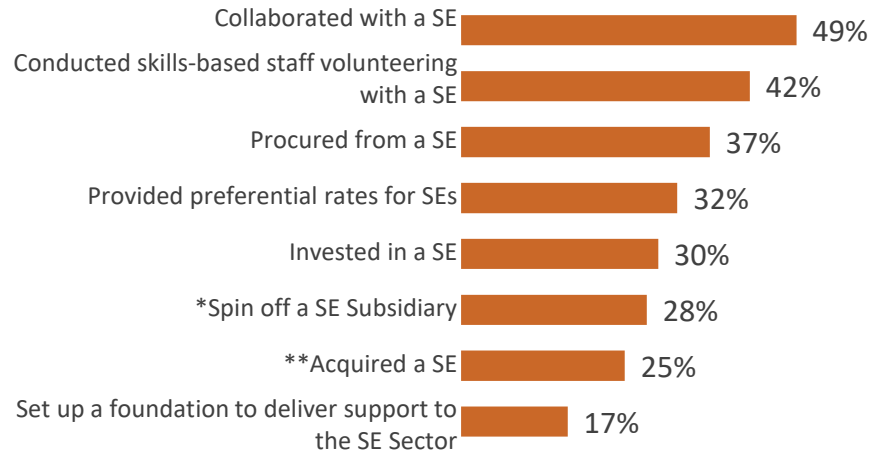 Collaborated with a SE
49%
Conducted skills-based staff volunteering
with a SE
42%
Procured from a SE
37%
Provided preferential rates for SEs
32%
Invested in a SE
30%
*Spin off a SE Subsidiary
28%
**Acquired a SE
25%
Set up a foundation to deliver support to
the SE Sector
17%